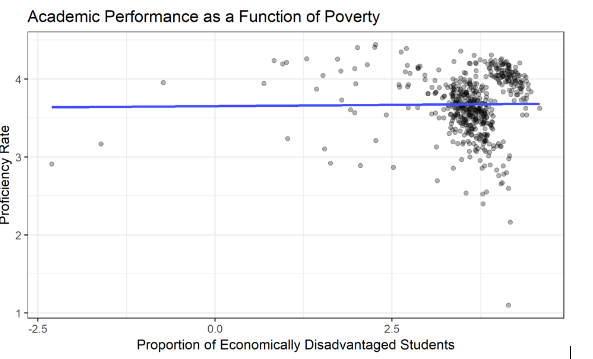 Academic Performance as a Function of Poverty
Proficiency Rate
4
3
2
1
-2.5
0.0
2.5
Proportion of Economically Disadvantaged Students